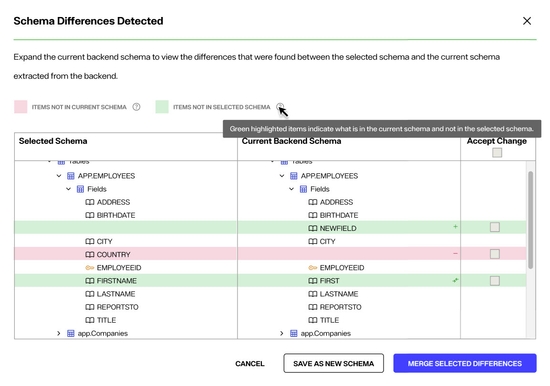 Schema Differences Detected
Expand the current backend schema to view the differences that were found between the selected schema and the current schema
extracted from the backend.
ITEMS NOT IN CURRENT SCHEMA ? ITEMS NOT IN SELECTED SCHEMA
Green highlighted items indicate what is in the current schema and not in the selected schema.
Selected Schema Current Backend Schema Accept Change
Tables Tables
APP.EMPLOYEES APP.EMPLOYEES
Fields Fields
ADDRESS ADDRESS
BIRTHDATE BIRTHDATE
NEWFIELD +
CITY CITY
COUNTRY –
EMPLOYEEID EMPLOYEEID
FIRSTNAME FIRST
LASTNAME LASTNAME
REPORTSTO REPORTSTO
TITLE TITLE
app.Companies app.Companies
CANCEL SAVE AS NEW SCHEMA MERGE SELECTED DIFFERENCES